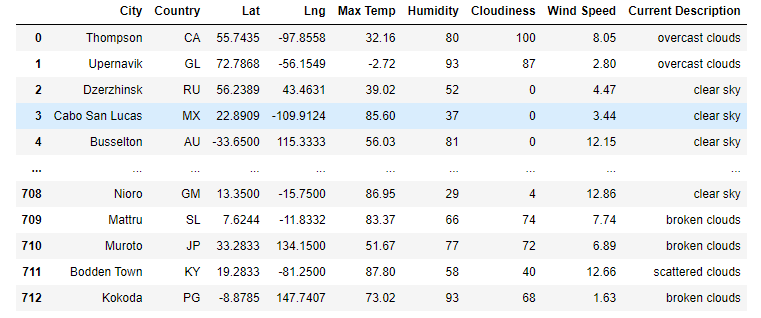 City Country Lat Lng Max Temp Humidity Cloudiness Wind Speed Current Description
0 Thompson CA 55.7435 -97.8558 32.16 80 100 8.05 overcast clouds
1 Upernavik GL 72.7868 -56.1549 -2.72 93 87 2.80 overcast clouds
2 Dzerzhinsk RU 56.2389 43.4631 39.02 52 0 4.47 clear sky
3 Cabo San Lucas MX 22.8909 -109.9124 85.60 37 0 3.44 clear sky
4 Busselton AU -33.6500 115.3333 56.03 81 0 12.15 clear sky
... ... ... ... ... ... ... ... ... ...
708 Nioro GM 13.3500 -15.7500 86.95 29 4 12.86 clear sky
709 Mattru SL 7.6244 -11.8332 83.37 66 74 7.74 broken clouds
710 Muroto JP 33.2833 134.1500 51.67 77 72 6.89 broken clouds
711 Bodden Town KY 19.2833 -81.2500 87.80 58 40 12.66 scattered clouds
712 Kokoda PG -8.8785 147.7407 73.02 93 68 1.63 broken clouds